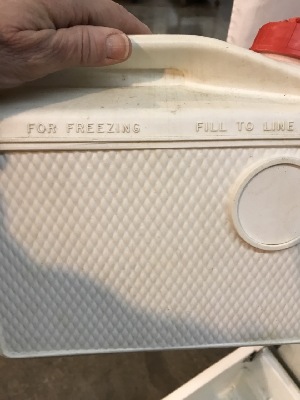 FOR FREEZING FILL TO LINE